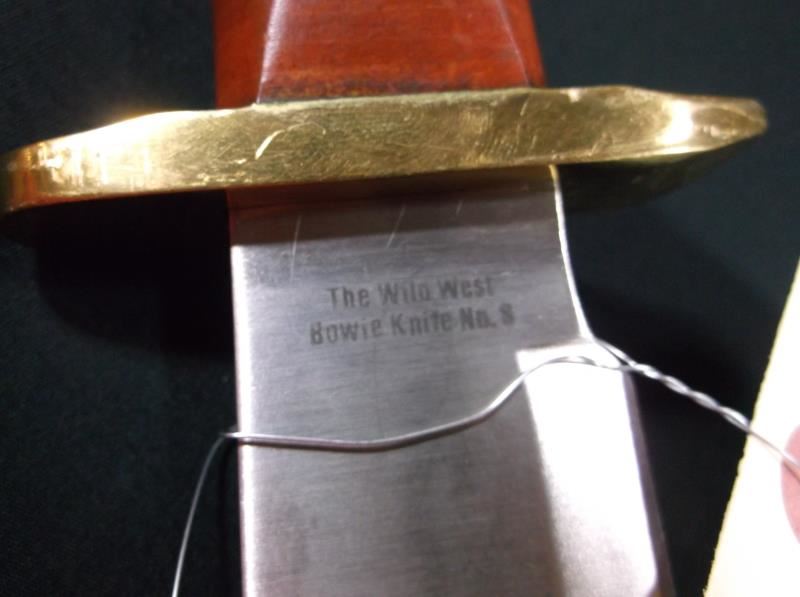 The Wild West
Bowie Knife No. 8